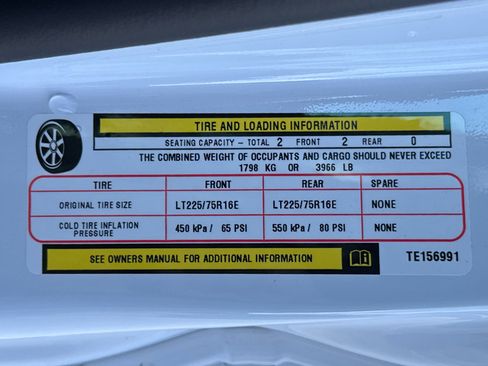 TIRE AND LOADING INFORMATION
SEATING CAPACITY - TOTAL 2 FRONT 2 REAR 0
THE COMBINED WEIGHT OF OCCUPANTS AND CARGO SHOULD NEVER EXCEED
1798 KG OR 3966 LB
TIRE FRONT REAR SPARE
ORIGINAL TIRE SIZE LT225/75R16E LT225/75R16E NONE
COLD TIRE INFLATION PRESSURE 450 kPa / 65 PSI 550 kPa / 80 PSI NONE
SEE OWNERS MANUAL FOR ADDITIONAL INFORMATION TE156991